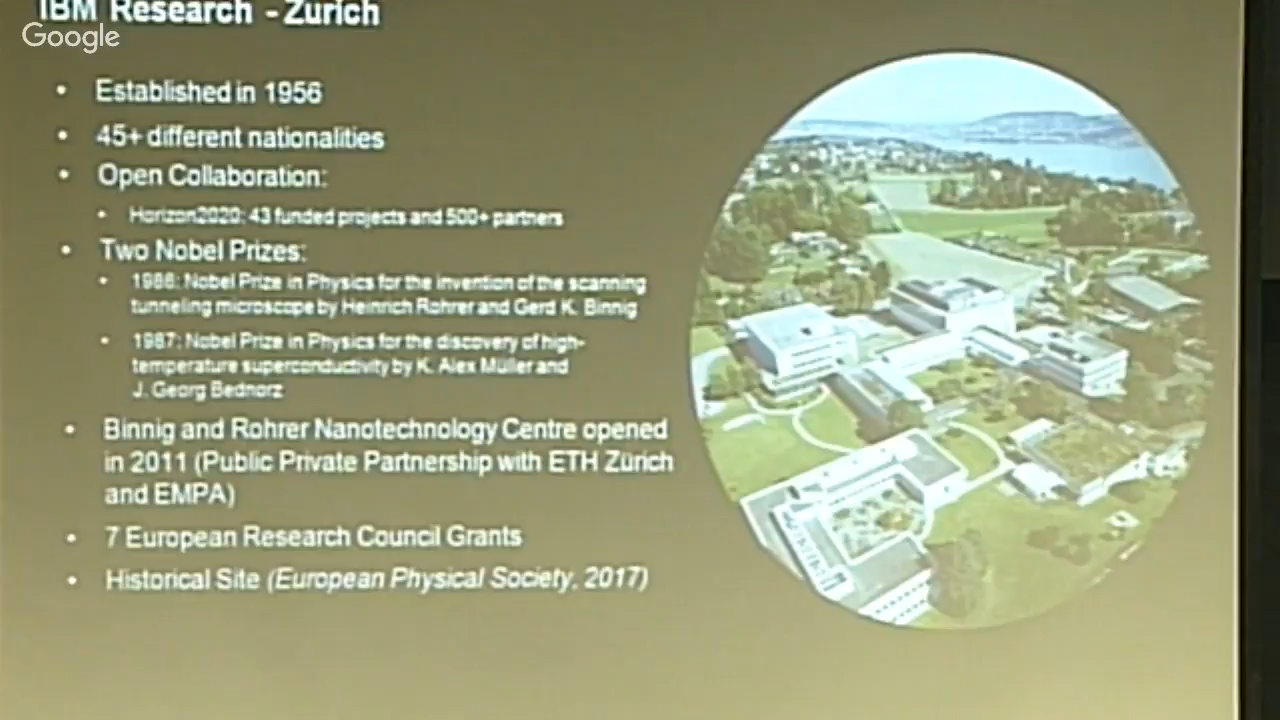 IBM Research - Zurich
Google
• Established in 1956
• 45+ different nationalities
• Open Collaboration:
• Horizon2020: 43 funded projects and 500+ partners
• Two Nobel Prizes:
• 1986: Nobel Prize in Physics for the invention of the scanning
tunneling microscope by Heinrich Rohrer and Gerd K. Binnig
• 1987: Nobel Prize in Physics for the discovery of high-
temperature superconductivity by K. Alex Müller and
J. Georg Bednorz
• Binnig and Rohrer Nanotechnology Centre opened
in 2011 (Public Private Partnership with ETH Zürich
and EMPA)
• 7 European Research Council Grants
• Historical Site (European Physical Society, 2017)